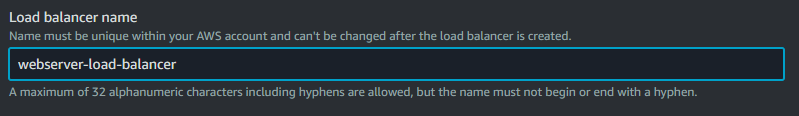 Load balancer name
Name must be unique within your AWS account and can't be changed after the load balancer is created.
webserver-load-balancer
A maximum of 32 alphanumeric characters including hyphens are allowed, but the name must not begin or end with a hyphen.